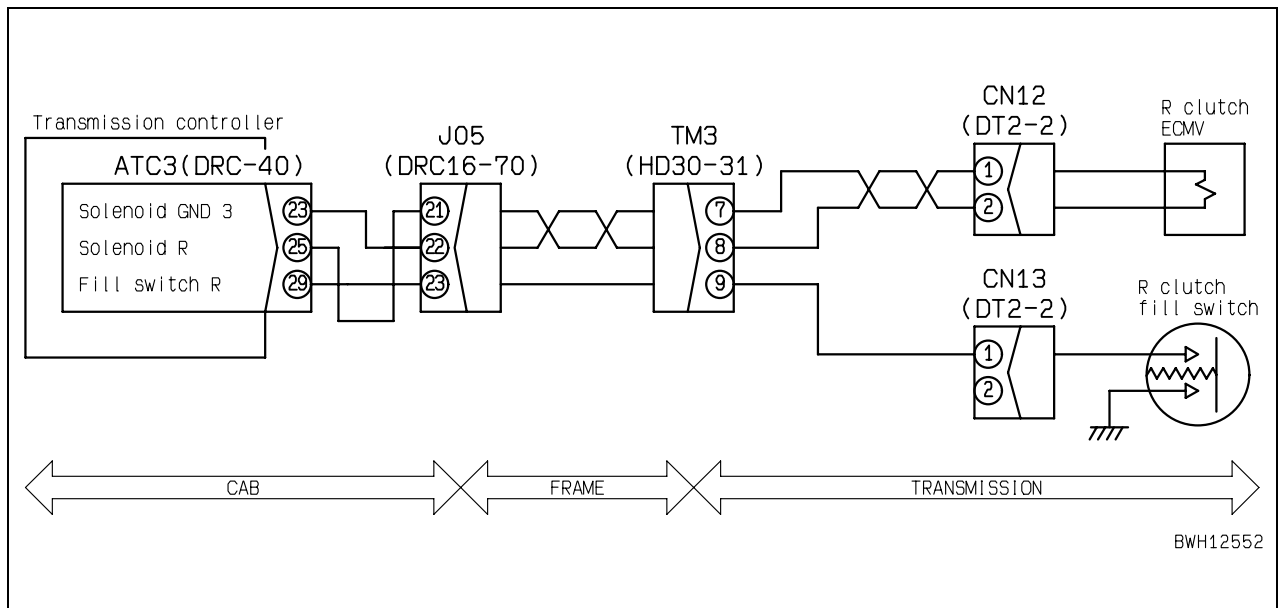 Transmission controller
ATC3(DRC-40)
Solenoid GND 3
Solenoid R
Fill switch R
23
25
29
J05
(DRC16-70)
21
22
23
TM3
(HD30-31)
7
8
9
CN12
(DT2-2)
1
2
R clutch
ECMV
CN13
(DT2-2)
1
2
R clutch
fill switch
CAB
FRAME
TRANSMISSION
BWH12552